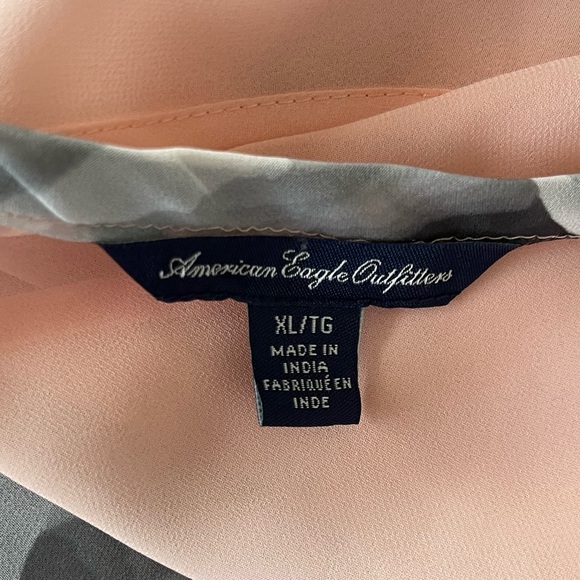 American Eagle Outfitters
XL/TG
MADE IN
INDIA
FABRIQUÉ EN
INDE